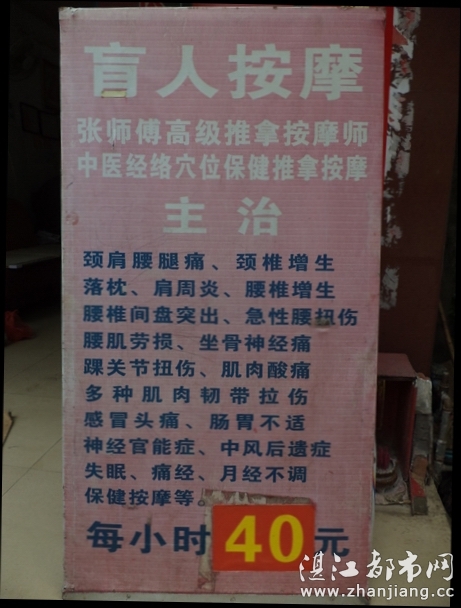 盲人按摩
张师傅高级推拿按摩师
中医经络穴位保健推拿按摩
主治
颈肩腰腿痛、颈椎增生
落枕、肩周炎、腰椎增生
腰椎间盘突出、急性腰扭伤
腰肌劳损、坐骨神经痛
踝关节扭伤、肌肉酸痛
多种肌肉韧带拉伤
感冒头痛、肠胃不适
神经官能症、中风后遗症
失眠、痛经、月经不调
保健按摩等。
每小时40元
湛江都市网
www.zhanjiang.cc